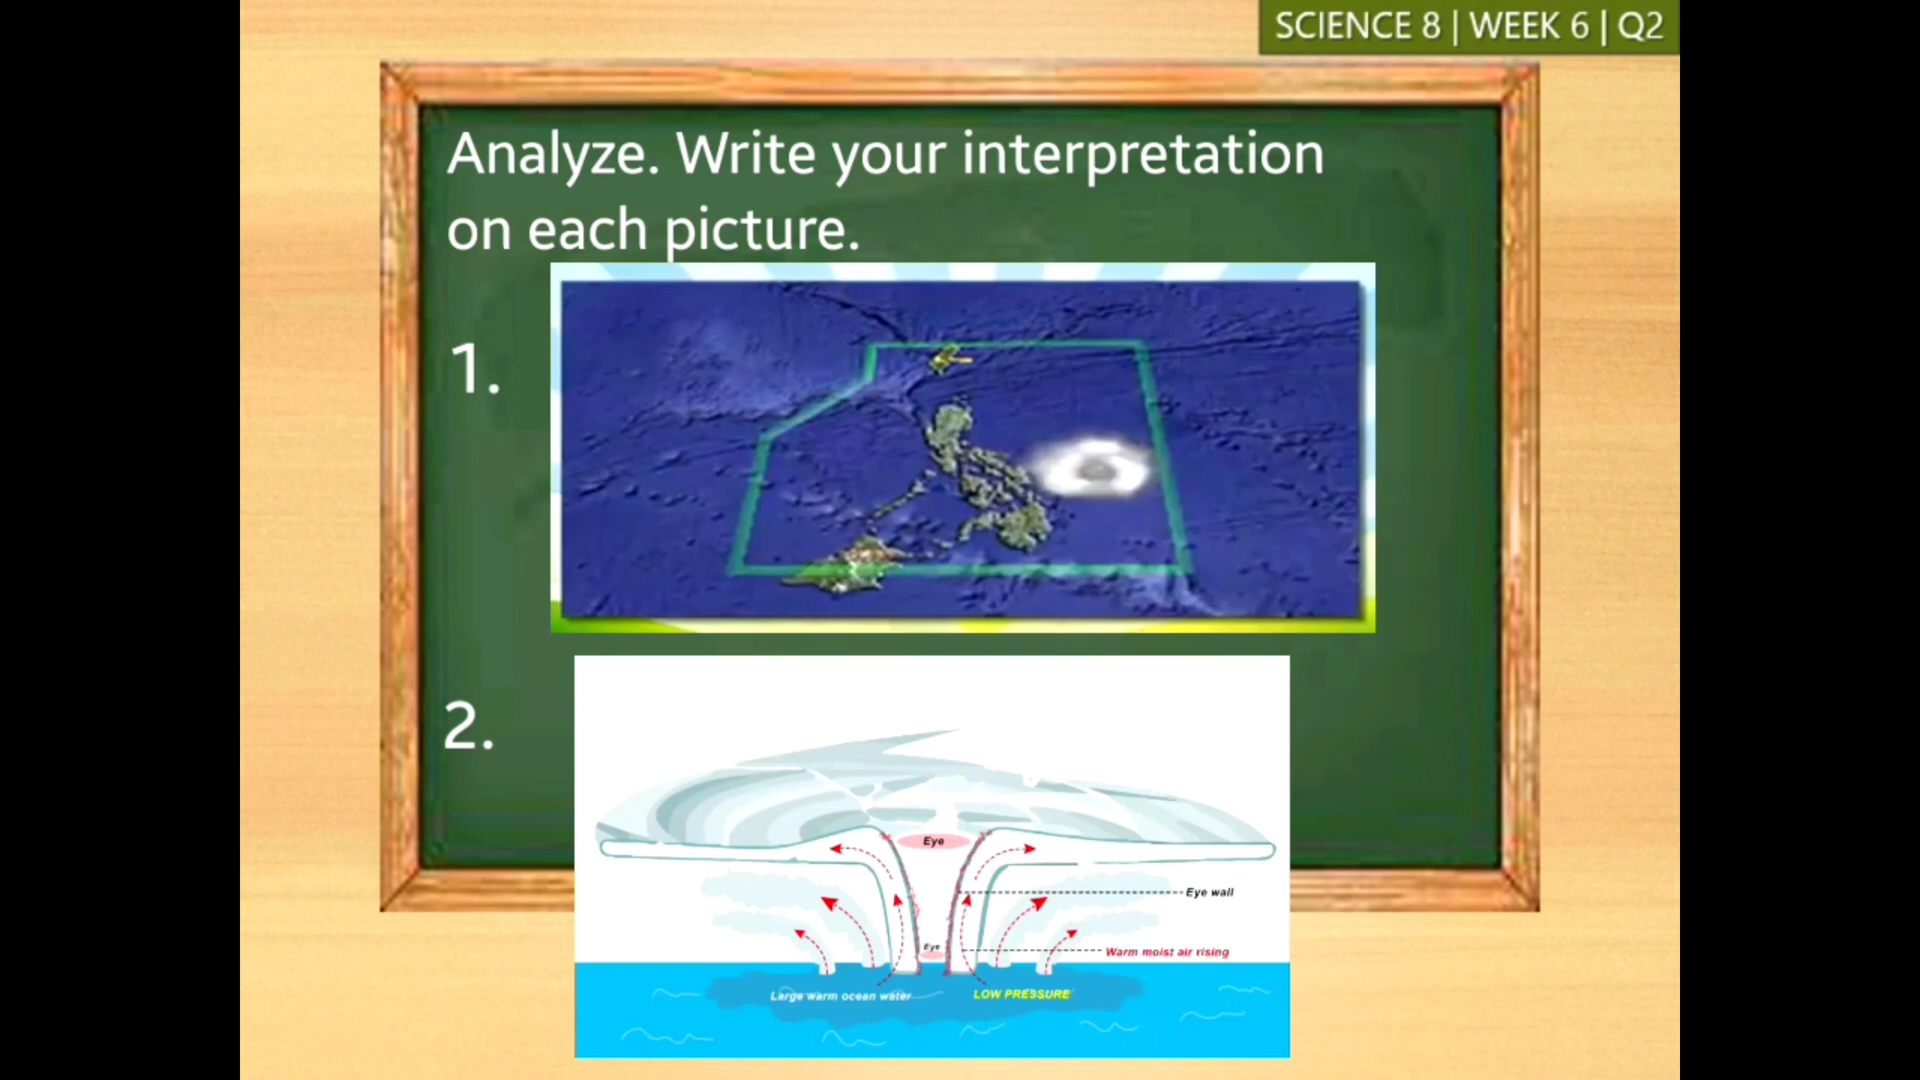 SCIENCE 8 | WEEK 6 | Q2
Analyze. Write your interpretation
on each picture.
1.
2.
Eye
Eye wall
Eye
Warm moist air rising
Large warm ocean water
LOW PRESSURE